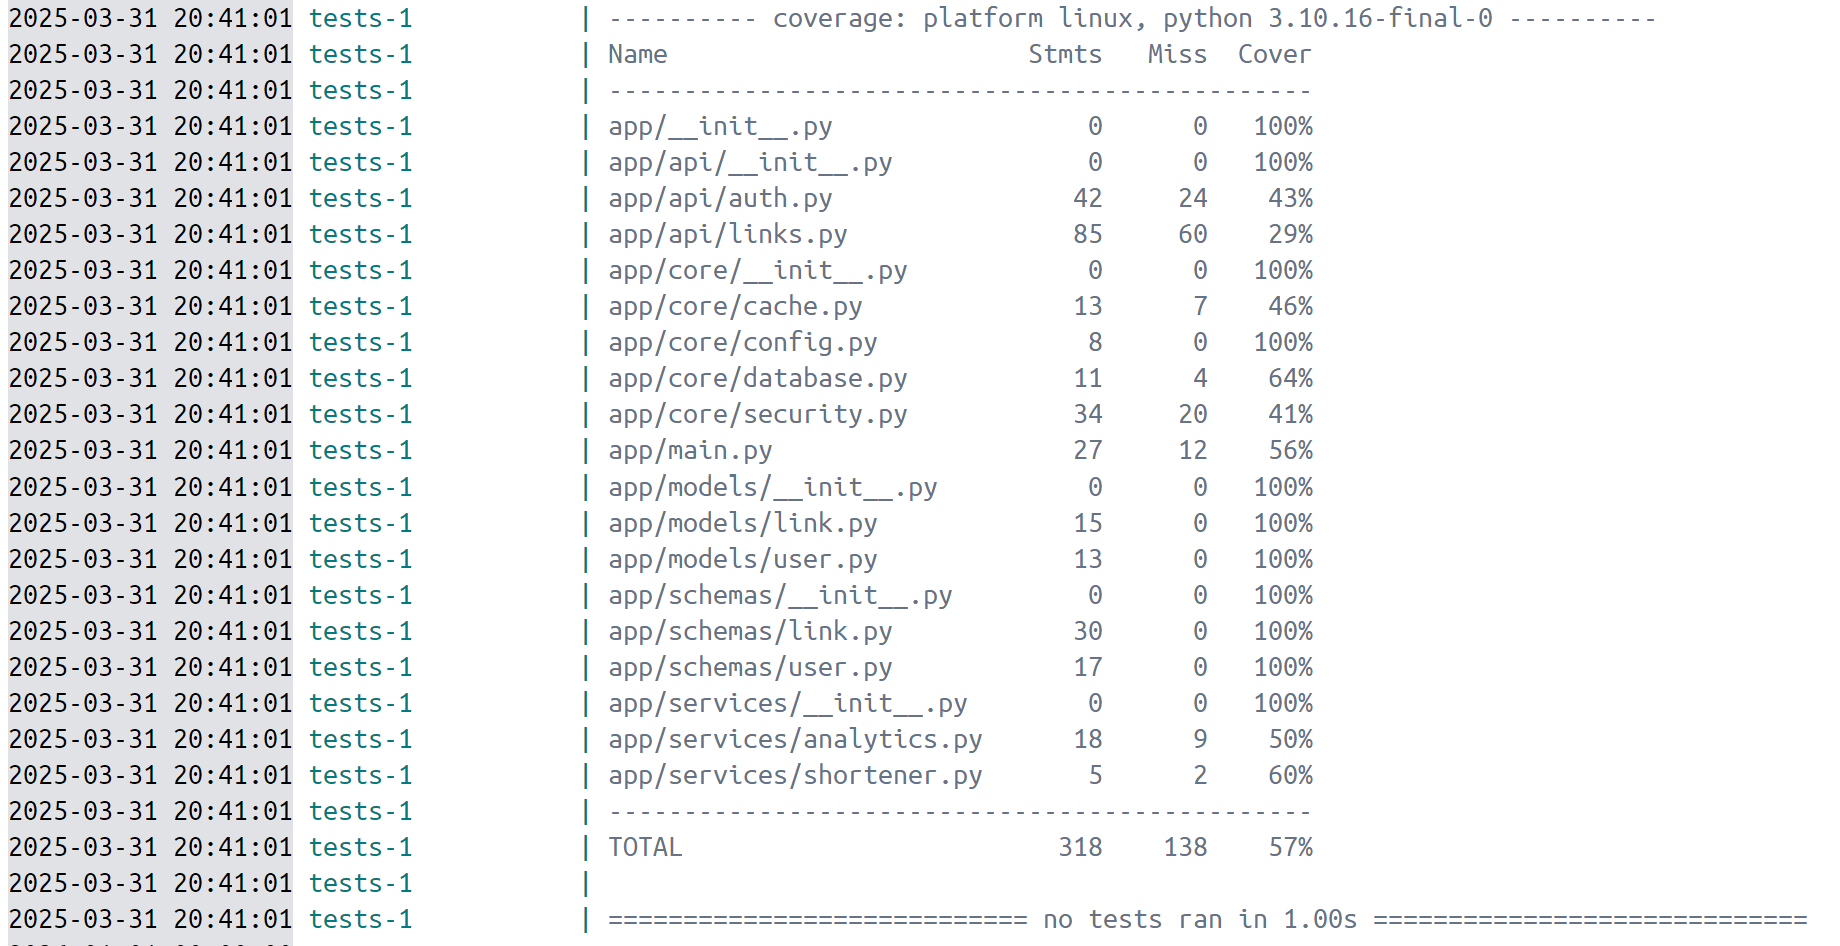 2025-03-31 20:41:01 tests-1 | ---------- coverage: platform linux, python 3.10.16-final-0 ----------
2025-03-31 20:41:01 tests-1 | Name Stmts Miss Cover
2025-03-31 20:41:01 tests-1 | -----------------------------------------------
2025-03-31 20:41:01 tests-1 | app/__init__.py 0 0 100%
2025-03-31 20:41:01 tests-1 | app/api/__init__.py 0 0 100%
2025-03-31 20:41:01 tests-1 | app/api/auth.py 42 24 43%
2025-03-31 20:41:01 tests-1 | app/api/links.py 85 60 29%
2025-03-31 20:41:01 tests-1 | app/core/__init__.py 0 0 100%
2025-03-31 20:41:01 tests-1 | app/core/cache.py 13 7 46%
2025-03-31 20:41:01 tests-1 | app/core/config.py 8 0 100%
2025-03-31 20:41:01 tests-1 | app/core/database.py 11 4 64%
2025-03-31 20:41:01 tests-1 | app/core/security.py 34 20 41%
2025-03-31 20:41:01 tests-1 | app/main.py 27 12 56%
2025-03-31 20:41:01 tests-1 | app/models/__init__.py 0 0 100%
2025-03-31 20:41:01 tests-1 | app/models/link.py 15 0 100%
2025-03-31 20:41:01 tests-1 | app/models/user.py 13 0 100%
2025-03-31 20:41:01 tests-1 | app/schemas/__init__.py 0 0 100%
2025-03-31 20:41:01 tests-1 | app/schemas/link.py 30 0 100%
2025-03-31 20:41:01 tests-1 | app/schemas/user.py 17 0 100%
2025-03-31 20:41:01 tests-1 | app/services/__init__.py 0 0 100%
2025-03-31 20:41:01 tests-1 | app/services/analytics.py 18 9 50%
2025-03-31 20:41:01 tests-1 | app/services/shortener.py 5 2 60%
2025-03-31 20:41:01 tests-1 | -----------------------------------------------
2025-03-31 20:41:01 tests-1 | TOTAL 318 138 57%
2025-03-31 20:41:01 tests-1 |
2025-03-31 20:41:01 tests-1 | ============================ no tests ran in 1.00s =============================